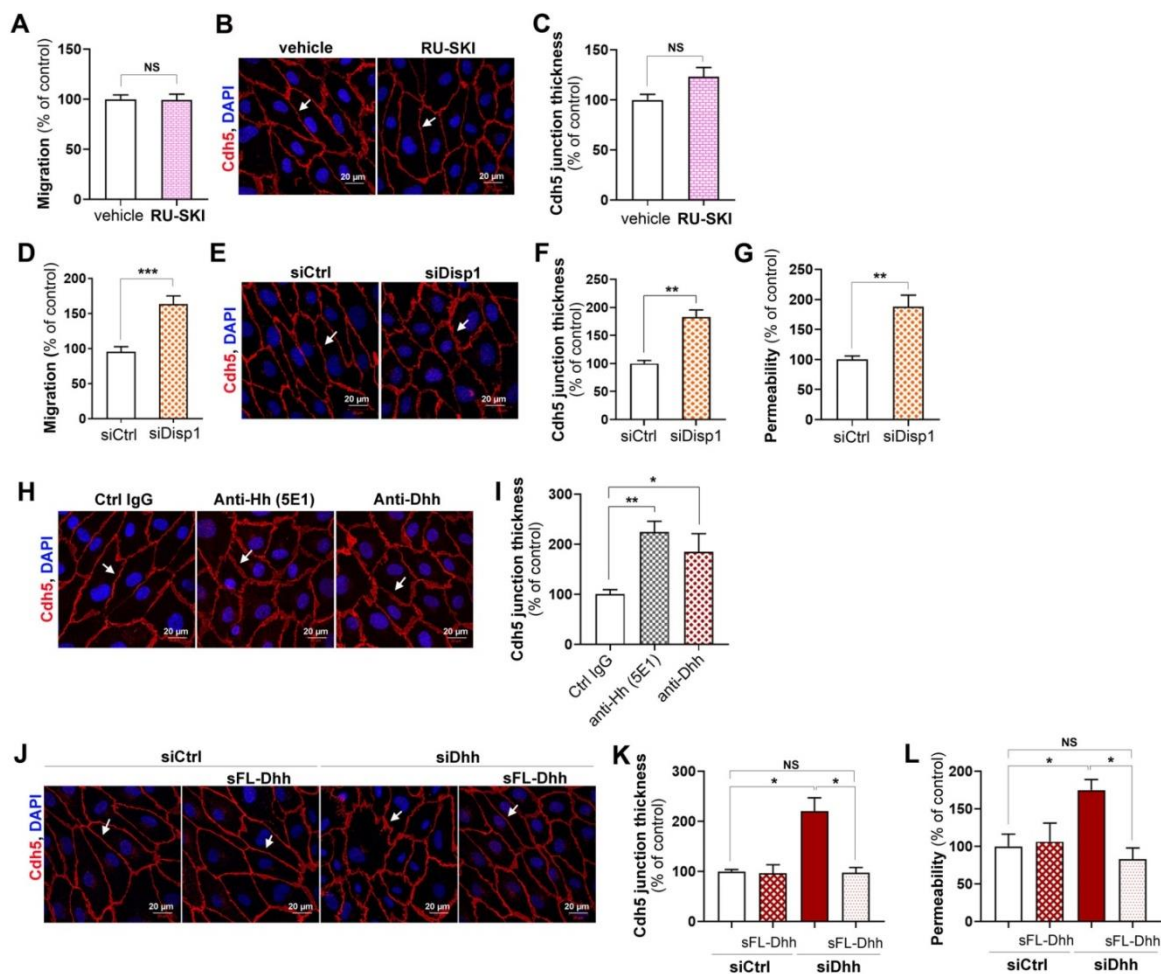 A
Migration (% of control)
150
100
50
0
NS
vehicle
RU-SKI
B
vehicle
RU-SKI
Cdh5, DAPI
20 µm
20 µm
C
Cdh5 junction thickness
(% of control)
150
100
50
0
NS
vehicle
RU-SKI
D
Migration (% of control)
200
150
100
50
0
***
siCtrl
siDisp1
E
siCtrl
siDisp1
Cdh5, DAPI
20 µm
20 µm
F
Cdh5 junction thickness
(% of control)
250
200
150
100
50
0
**
siCtrl
siDisp1
G
Permeability (% of control)
250
200
150
100
50
0
**
siCtrl
siDisp1
H
Ctrl IgG
Anti-Hh (5E1)
Anti-Dhh
Cdh5, DAPI
20 µm
20 µm
20 µm
I
Cdh5 junction thickness
(% of control)
300
200
100
0
*
**
Ctrl IgG
anti-Hh (5E1)
anti-Dhh
J
siCtrl
siDhh
sFL-Dhh
sFL-Dhh
Cdh5, DAPI
20 µm
20 µm
20 µm
20 µm
K
Cdh5 junction thickness
(% of control)
300
200
100
0
NS
*
*
sFL-Dhh
sFL-Dhh
siCtrl
siDhh
L
Permeability (% of control)
200
150
100
50
0
NS
*
*
sFL-Dhh
sFL-Dhh
siCtrl
siDhh